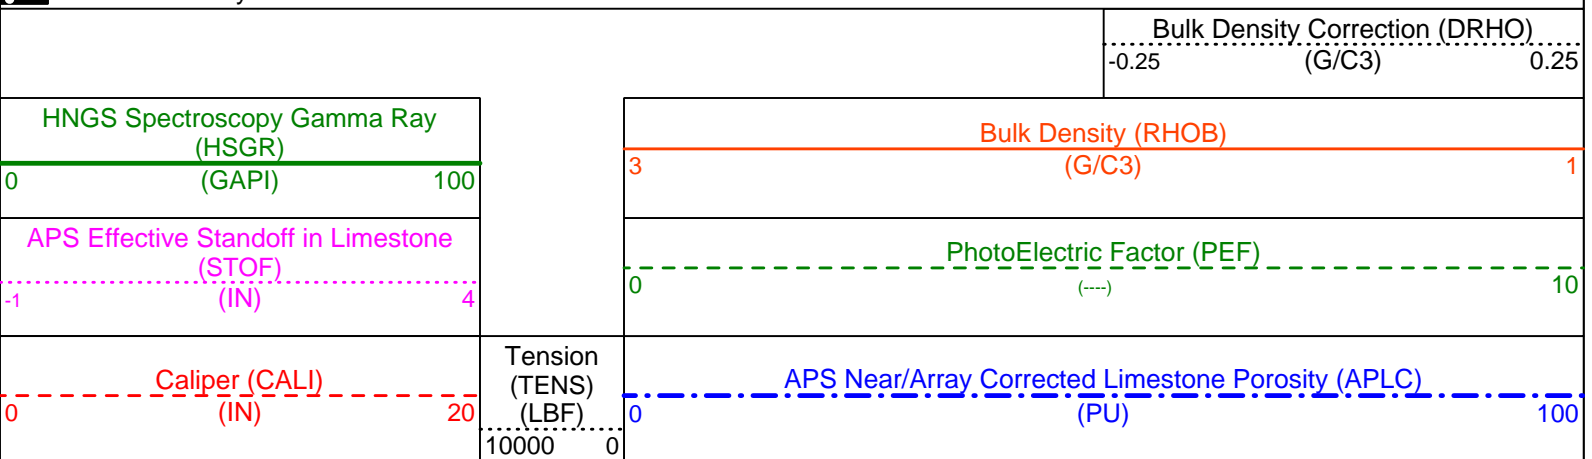 Bulk Density Correction (DRHO)
-0.25 (G/C3) 0.25
HNGS Spectroscopy Gamma Ray
(HSGR)
0 (GAPI) 100
Bulk Density (RHOB)
3 (G/C3) 1
APS Effective Standoff in Limestone
(STOF)
-1 (IN) 4
PhotoElectric Factor (PEF)
0 (----) 10
Caliper (CALI)
0 (IN) 20
Tension
(TENS)
(LBF)
10000 0
APS Near/Array Corrected Limestone Porosity (APLC)
0 (PU) 100